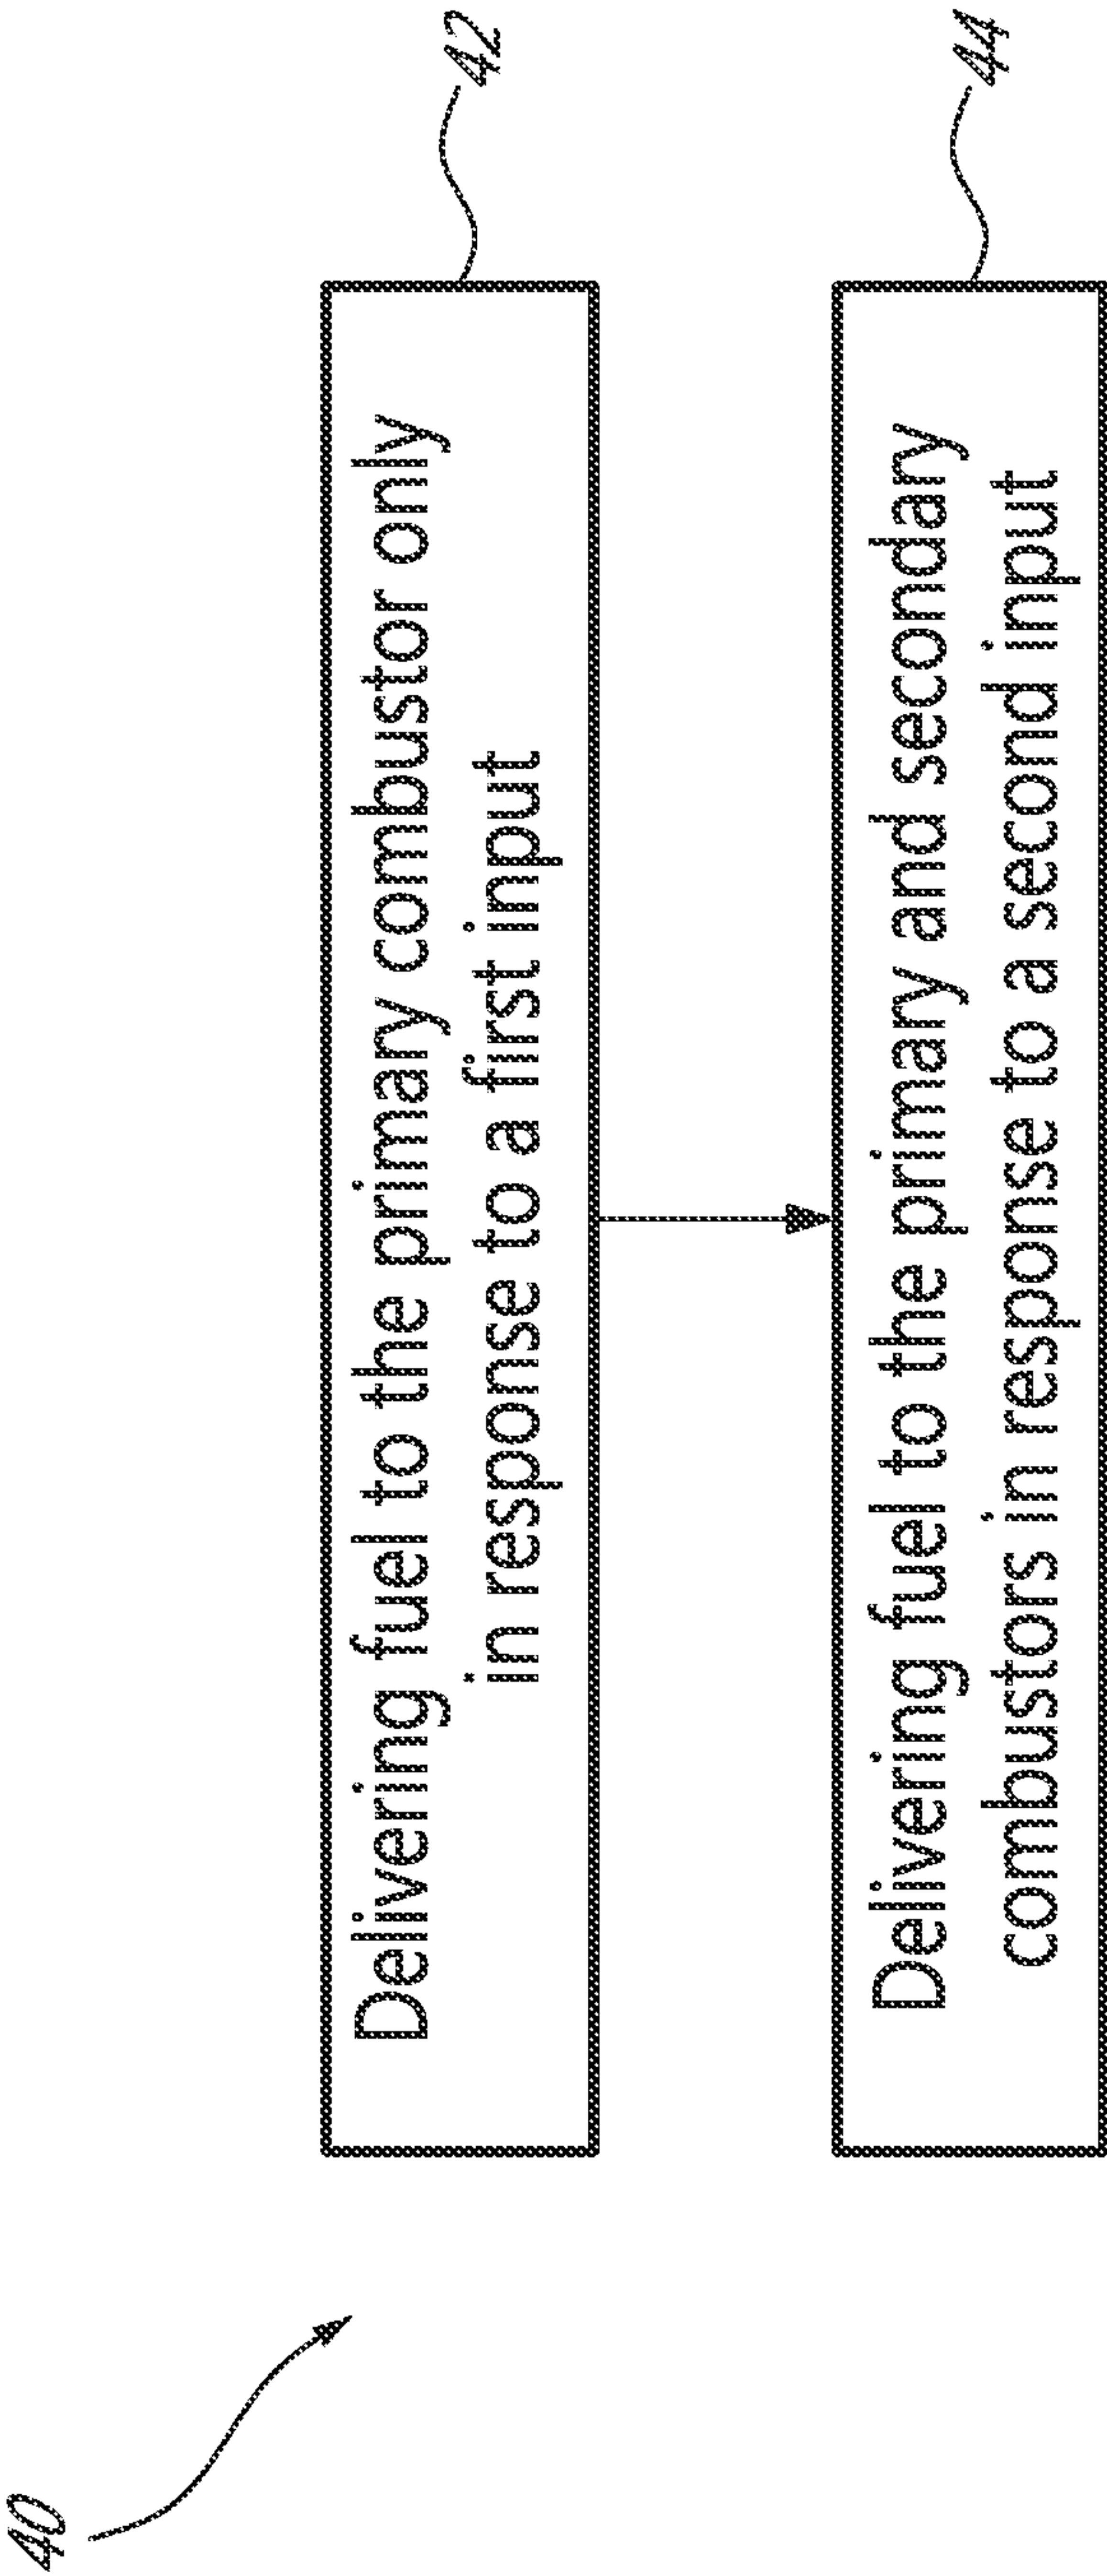 40
Delivering fuel to the primary combustor only
in response to a first input
42
Delivering fuel to the primary and secondary
combustors in response to a second input
44